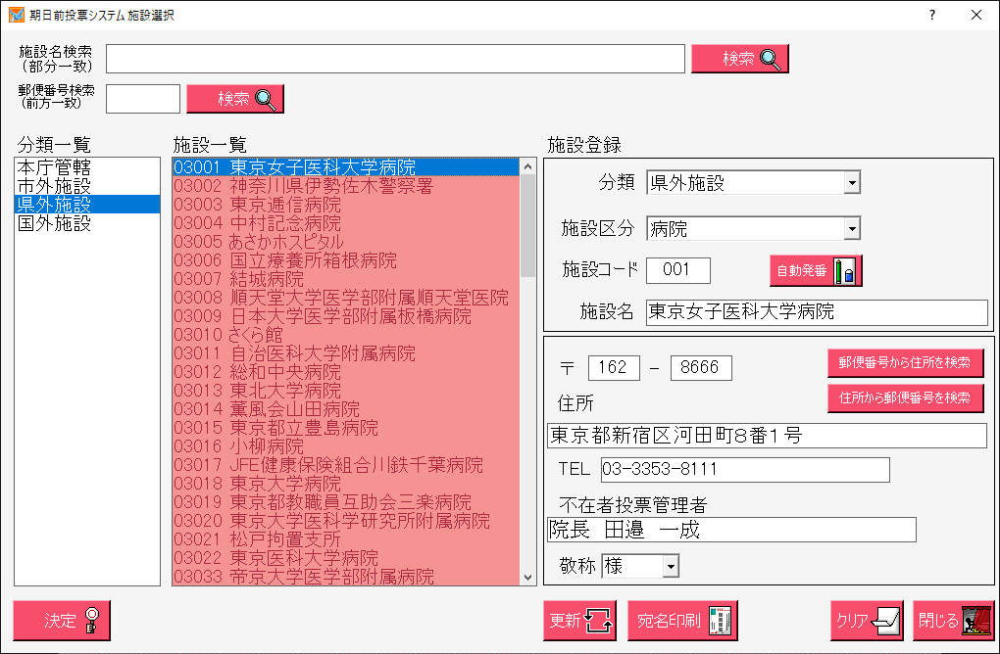 期日前投票システム 施設選択
?
施設名検索
(部分一致)
検索
郵便番号検索
(前方一致)
検索
分類一覧
本庁管轄
市外施設
県外施設
国外施設
施設一覧
03001 東京女子医科大学病院
03002 神奈川県伊勢佐木警察署
03003 東京逓信病院
03004 中村記念病院
03005 あさかホスピタル
03006 国立療養所箱根病院
03007 結城病院
03008 順天堂大学医学部附属順天堂医院
03009 日本大学医学部附属板橋病院
03010 さくら館
03011 自治医科大学附属病院
03012 総和中央病院
03013 東北大学病院
03014 薫風会山田病院
03015 東京都立豊島病院
03016 小柳病院
03017 JFE健康保険組合川鉄千葉病院
03018 東京大学病院
03019 東京都教職員互助会三楽病院
03020 東京大学医科学研究所附属病院
03021 松戸拘置支所
03022 東京医科大学病院
03033 帝京大学医学部附属病院
施設登録
分類 県外施設
施設区分 病院
施設コード 001 自動発番
施設名 東京女子医科大学病院
〒 162 - 8666 郵便番号から住所を検索
住所 住所から郵便番号を検索
東京都新宿区河田町8番1号
TEL 03-3353-8111
不在者投票管理者
院長 田邉 一成
敬称 様
決定
更新
宛名印刷
クリア
閉じる